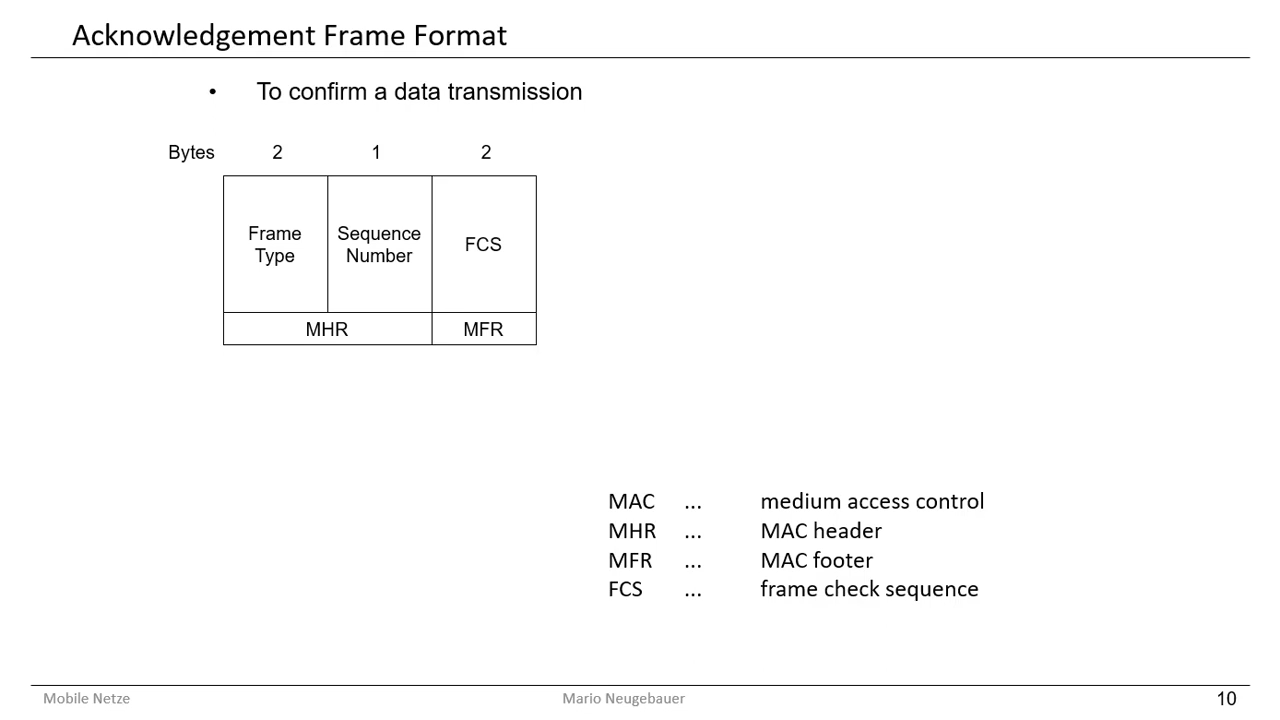 Acknowledgement Frame Format
• To confirm a data transmission
Bytes 2 1 2
Frame Type
Sequence Number
FCS
MHR MFR
MAC ... medium access control
MHR ... MAC header
MFR ... MAC footer
FCS ... frame check sequence
Mobile Netze Mario Neugebauer 10